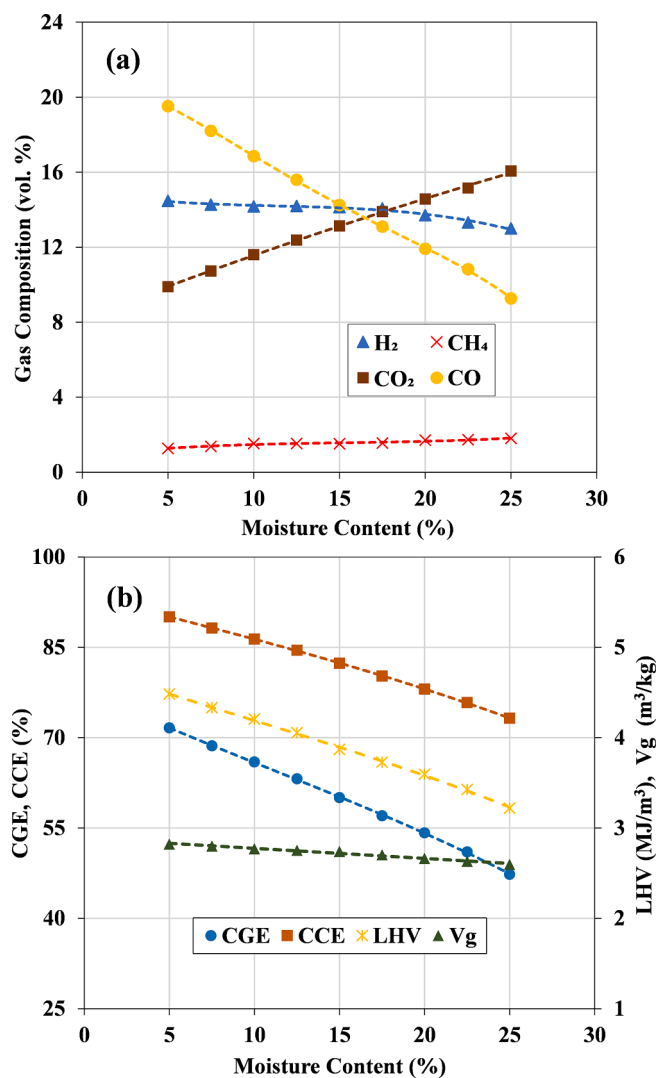 24
20
16
12
8
4
0
Gas Composition (vol. %)
(a)
H₂ CH₄
CO₂ CO
0 5 10 15 20 25 30
Moisture Content (%)
100
85
70
55
40
25
CGE, CCE (%)
(b)
CGE CCE LHV Vg
6
5
4
3
2
1
LHV (MJ/m³), Vg (m³/kg)
0 5 10 15 20 25 30
Moisture Content (%)